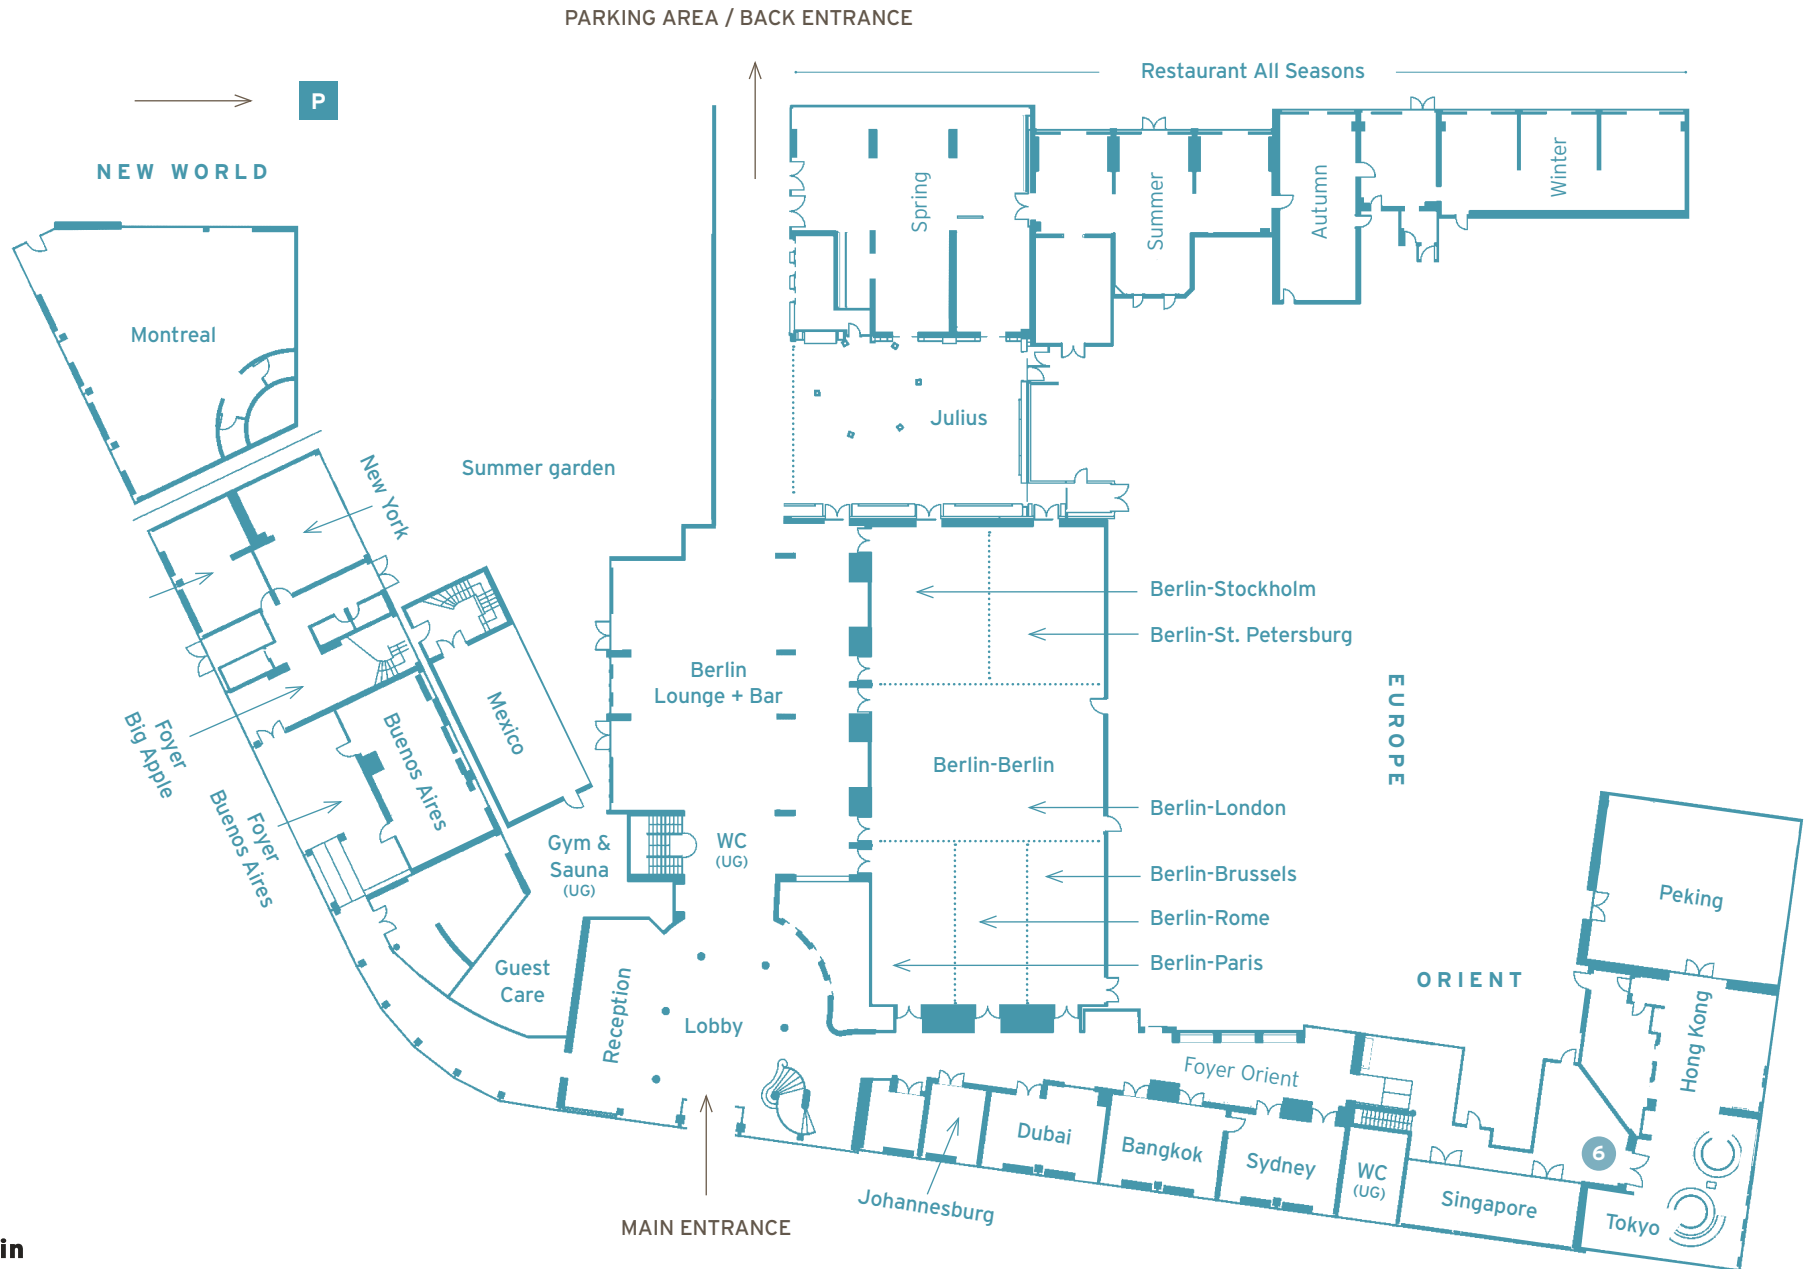 PARKING AREA / BACK ENTRANCE
Restaurant All Seasons
P
NEW WORLD
Spring
Summer
Autumn
Winter
Montreal
Julius
Summer garden
New York
Berlin-Stockholm
Berlin-St. Petersburg
Berlin
Lounge + Bar
Mexico
EUROPE
Foyer
Big Apple
Buenos Aires
Berlin-Berlin
Berlin-London
Foyer
Buenos Aires
Gym &
Sauna
(UG)
WC
(UG)
Berlin-Brussels
Berlin-Rome
Berlin-Paris
Peking
ORIENT
Guest
Care
Reception
Lobby
Hong Kong
Foyer Orient
Dubai
Bangkok
Sydney
WC
(UG)
6
Johannesburg
Singapore
Tokyo
MAIN ENTRANCE
in